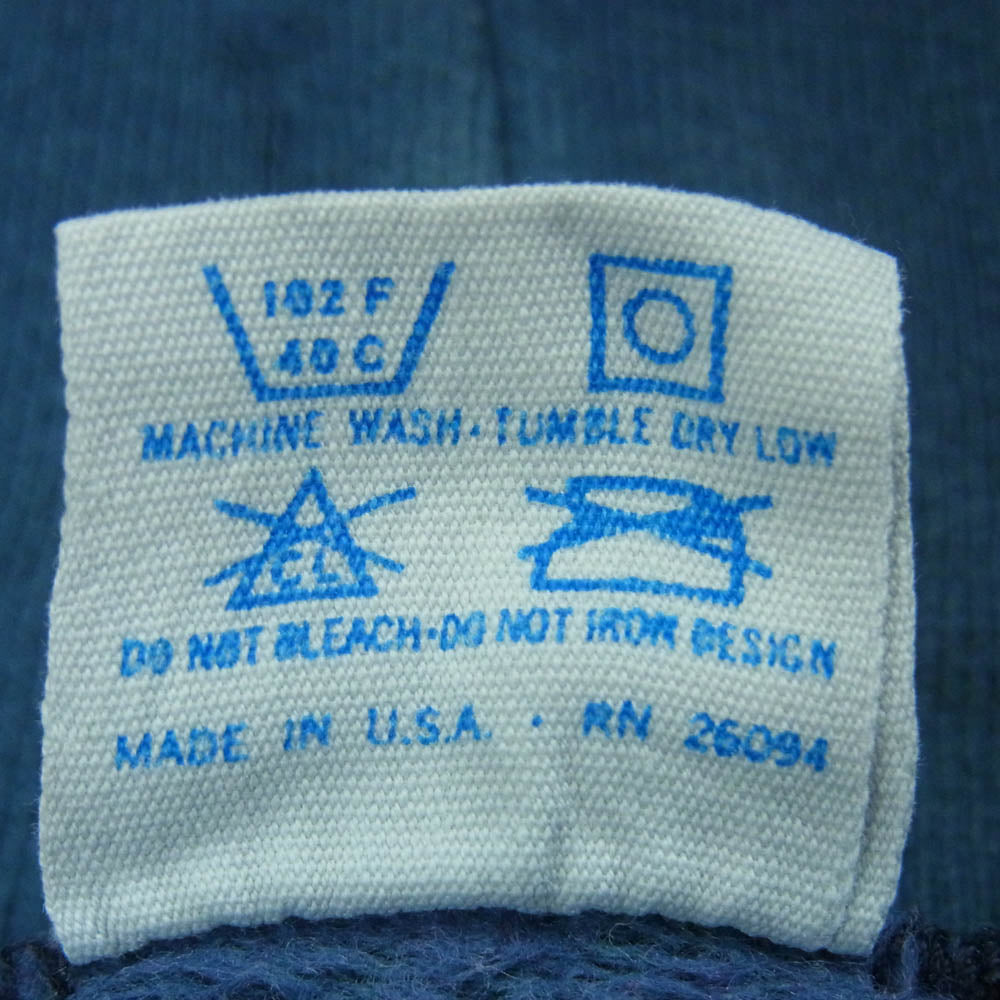 102 F
40 C
MACHINE WASH · TUMBLE DRY LOW
CL
DO NOT BLEACH · DO NOT IRON DESIGN
MADE IN U.S.A. · RN 26094